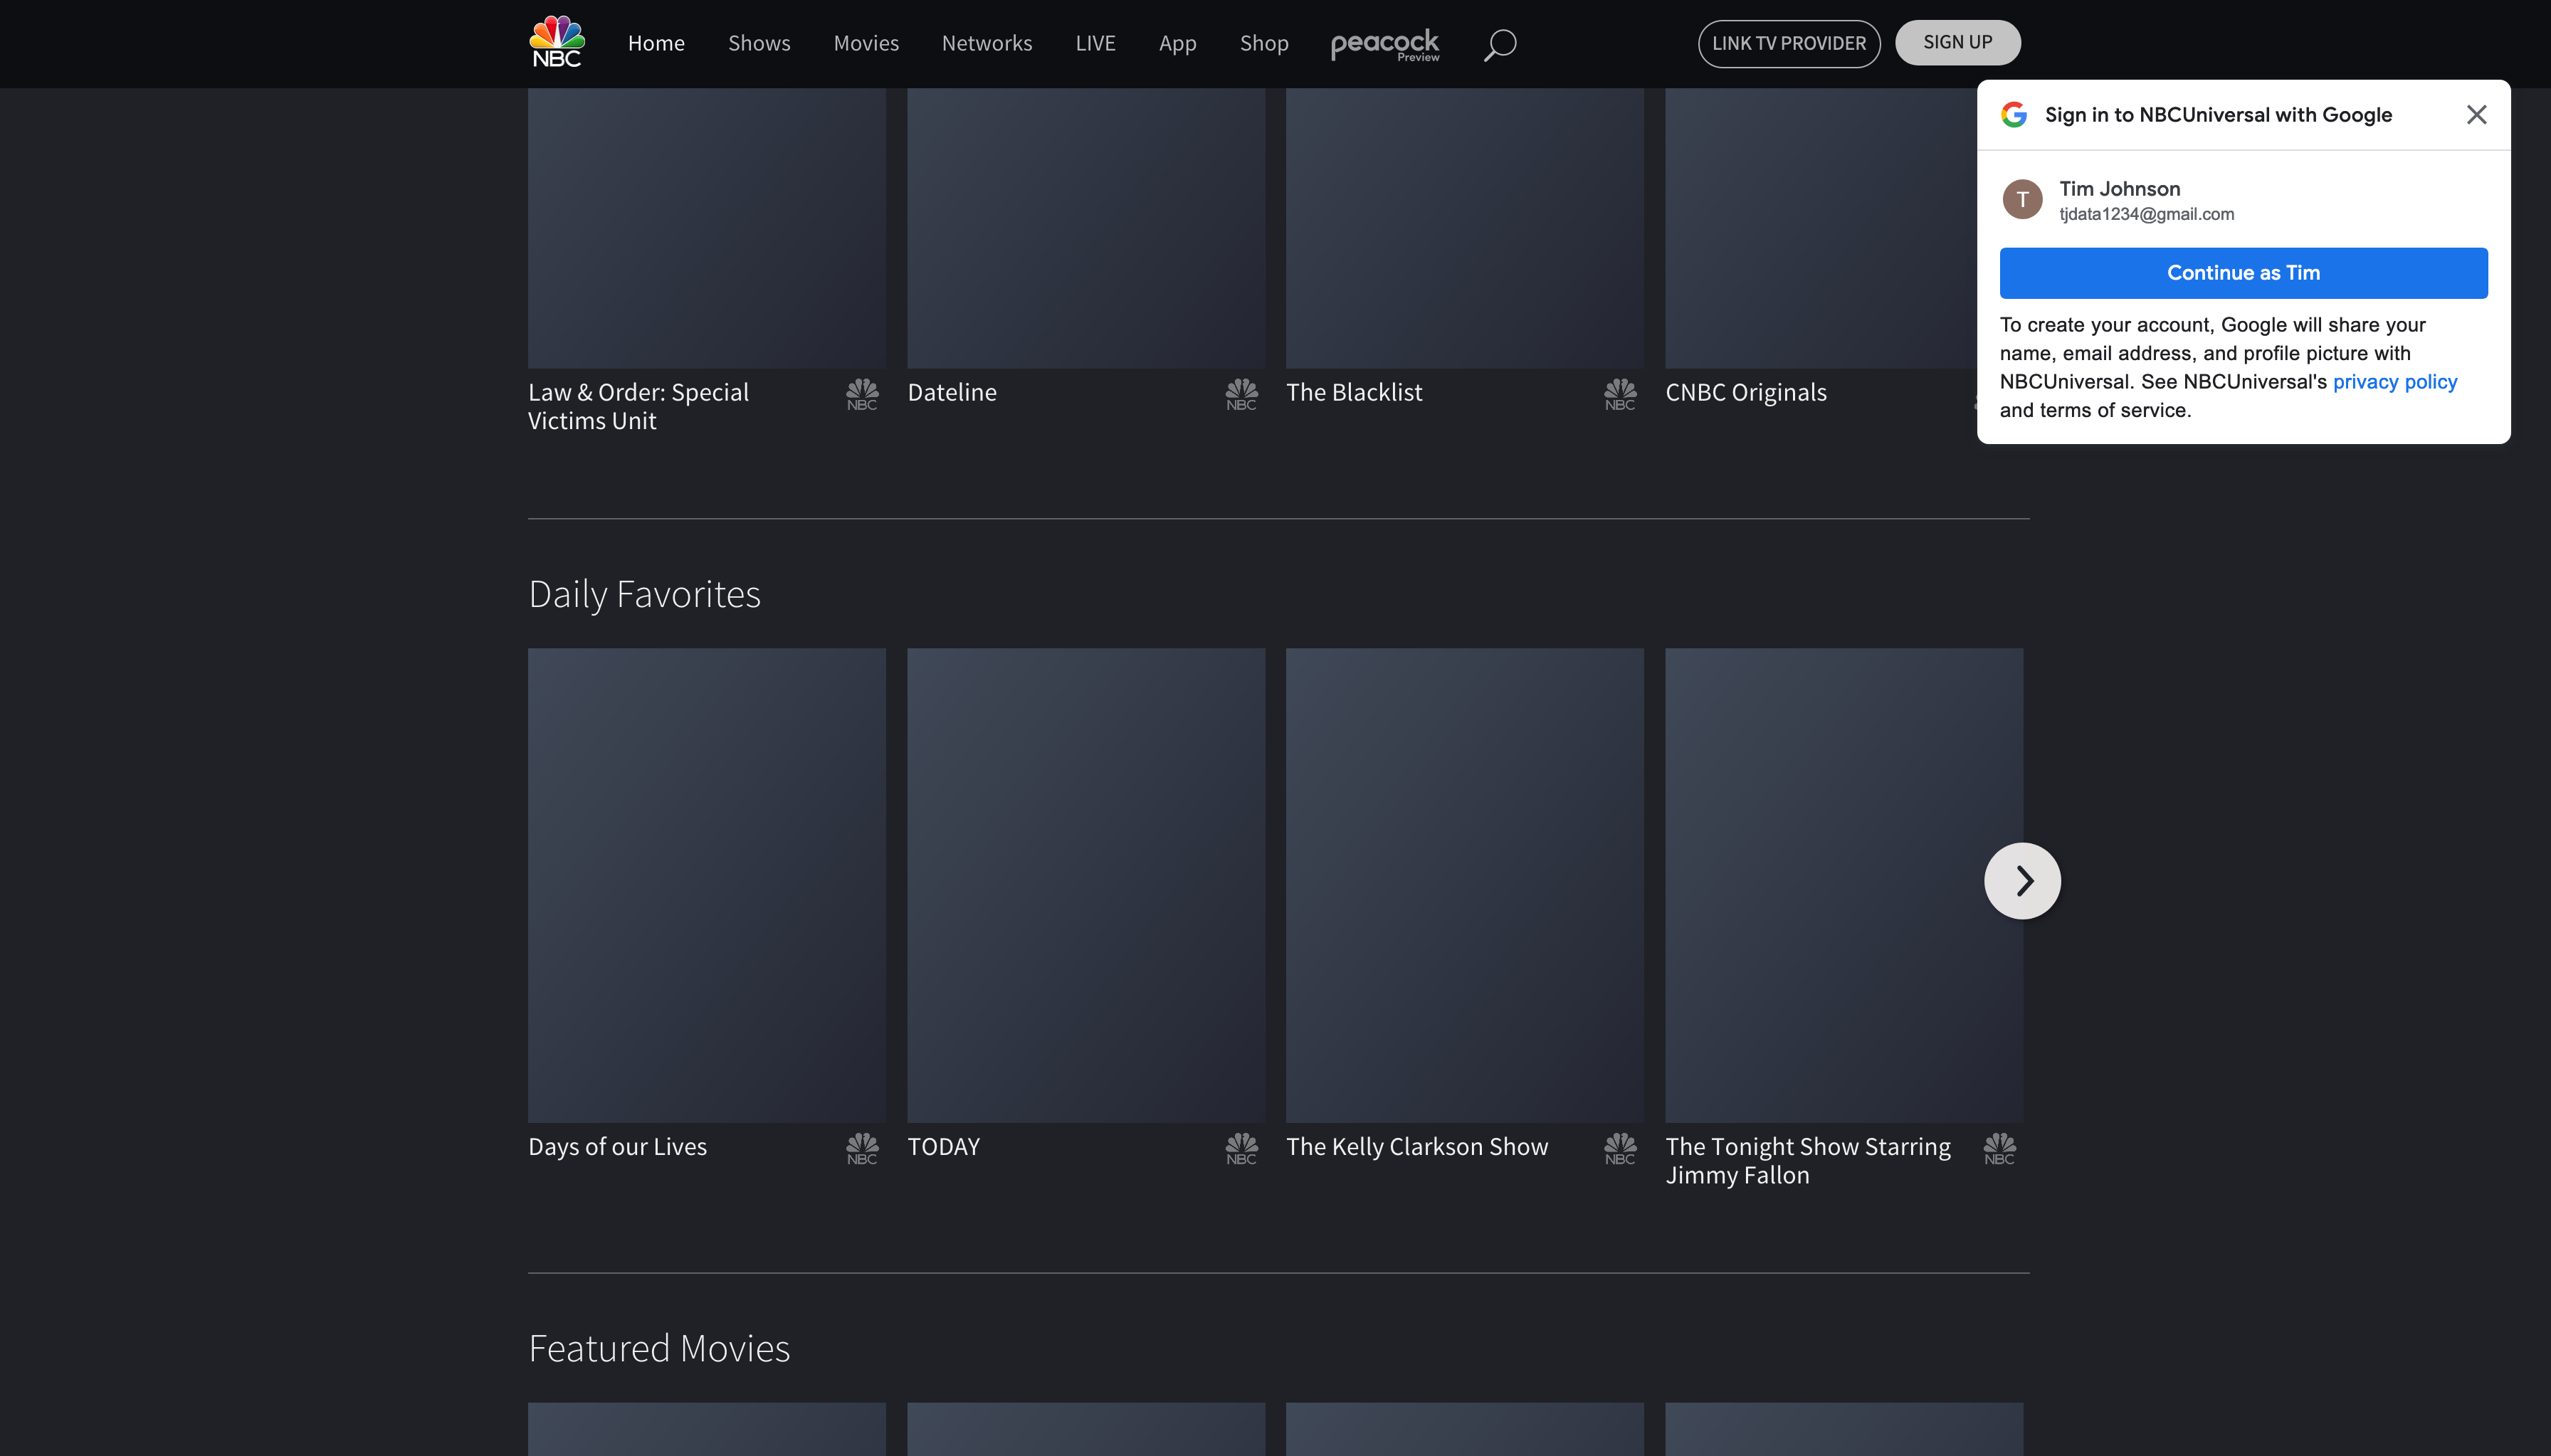 NBC
Home
Shows
Movies
Networks
LIVE
App
Shop
peacock
Preview
LINK TV PROVIDER
SIGN UP
Sign in to NBCUniversal with Google
T
Tim Johnson
tjdata1234@gmail.com
Continue as Tim
To create your account, Google will share your
name, email address, and profile picture with
NBCUniversal. See NBCUniversal's privacy policy
and terms of service.
Law & Order: Special
Victims Unit
NBC
Dateline
NBC
The Blacklist
NBC
CNBC Originals
Daily Favorites
Days of our Lives
NBC
TODAY
NBC
The Kelly Clarkson Show
NBC
The Tonight Show Starring
Jimmy Fallon
NBC
Featured Movies